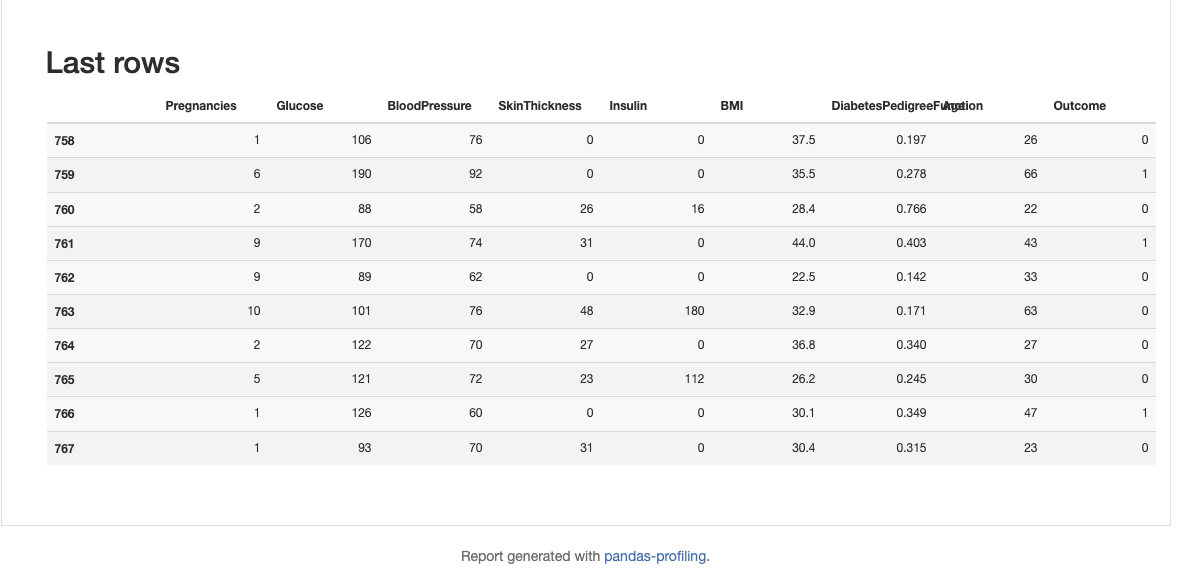 Last rows
Pregnancies Glucose BloodPressure SkinThickness Insulin BMI DiabetesPedigreeFunction Age Outcome
758 1 106 76 0 0 37.5 0.197 26 0
759 6 190 92 0 0 35.5 0.278 66 1
760 2 88 58 26 16 28.4 0.766 22 0
761 9 170 74 31 0 44.0 0.403 43 1
762 9 89 62 0 0 22.5 0.142 33 0
763 10 101 76 48 180 32.9 0.171 63 0
764 2 122 70 27 0 36.8 0.340 27 0
765 5 121 72 23 112 26.2 0.245 30 0
766 1 126 60 0 0 30.1 0.349 47 1
767 1 93 70 31 0 30.4 0.315 23 0
Report generated with pandas-profiling.